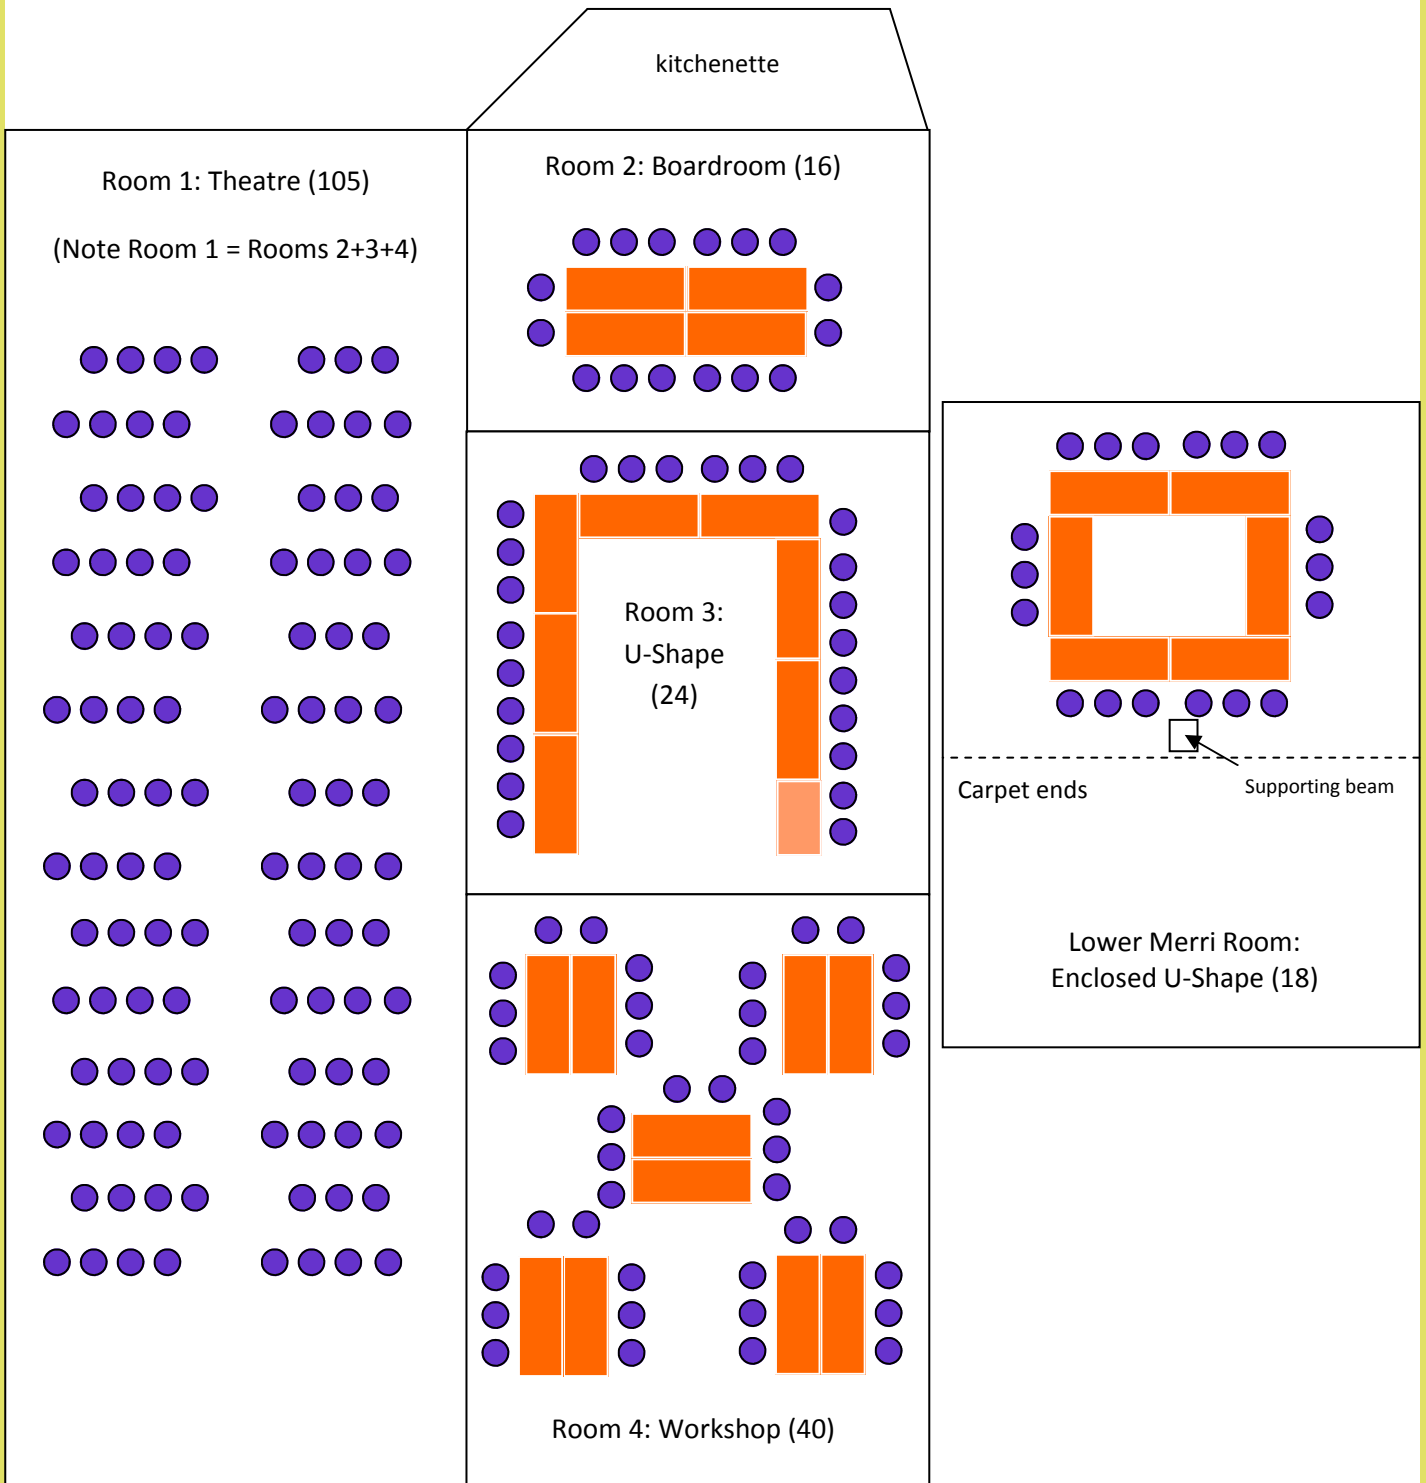 kitchenette
Room 1: Theatre (105)
(Note Room 1 = Rooms 2+3+4)
Room 2: Boardroom (16)
Room 3:
U-Shape
(24)
Room 4: Workshop (40)
Carpet ends
Supporting beam
Lower Merri Room:
Enclosed U-Shape (18)